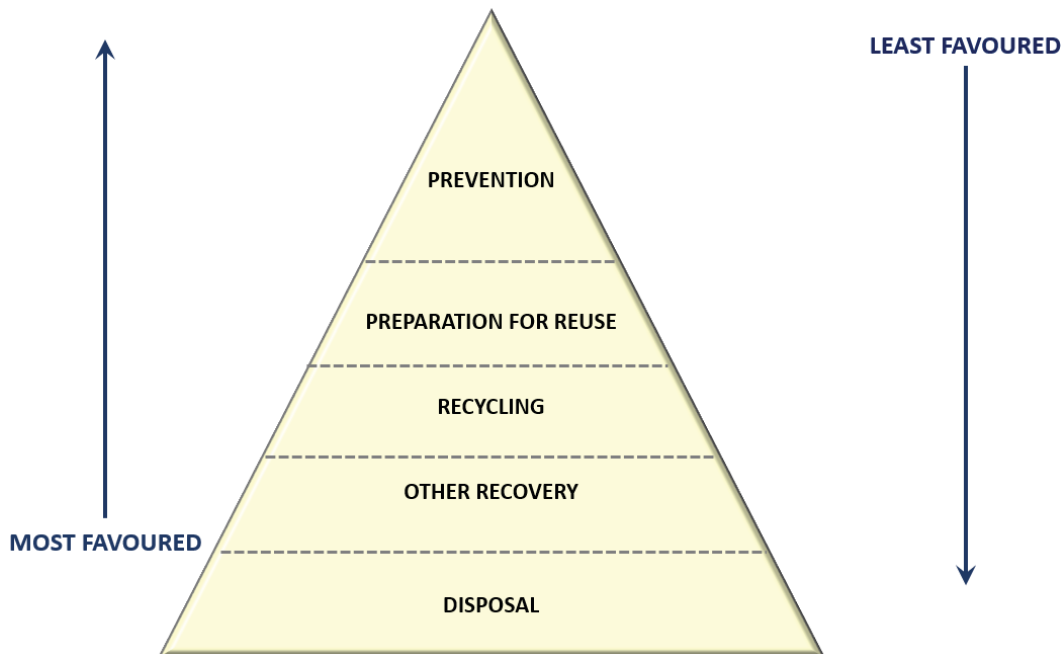 LEAST FAVOURED
PREVENTION
PREPARATION FOR REUSE
RECYCLING
OTHER RECOVERY
MOST FAVOURED
DISPOSAL